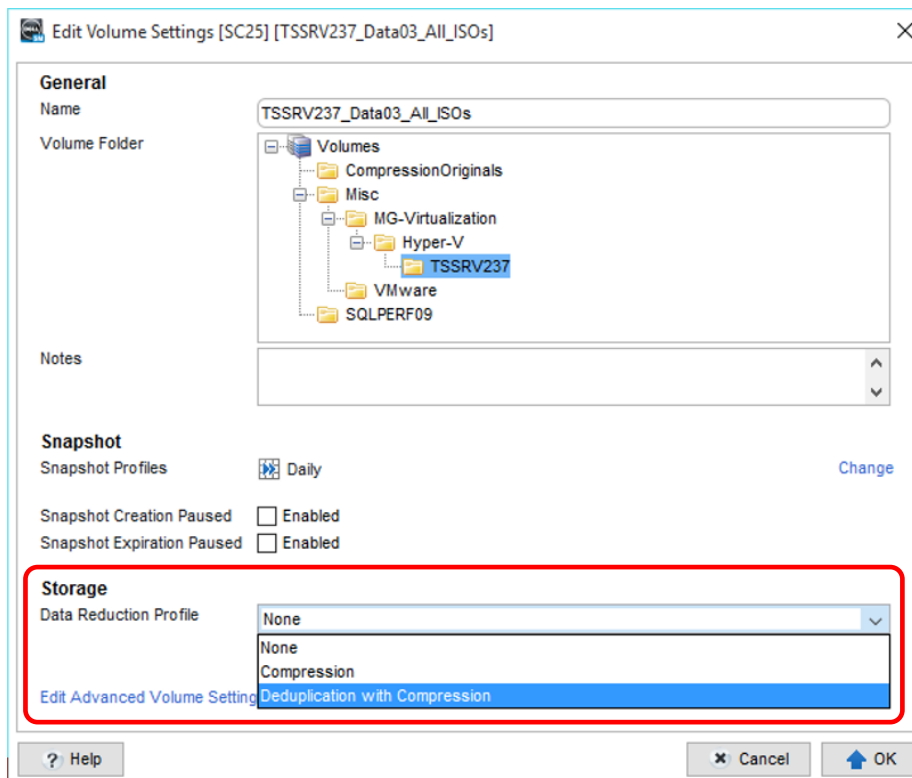 Edit Volume Settings [SC25] [TSSRV237_Data03_All_ISOs]
General
Name
TSSRV237_Data03_All_ISOs
Volume Folder
Volumes
CompressionOriginals
Misc
MG-Virtualization
Hyper-V
TSSRV237
VMware
SQLPERF09
Notes
Snapshot
Snapshot Profiles
Daily
Change
Snapshot Creation Paused
Enabled
Snapshot Expiration Paused
Enabled
Storage
Data Reduction Profile
None
None
Compression
Edit Advanced Volume Setting
Deduplication with Compression
? Help
Cancel
OK